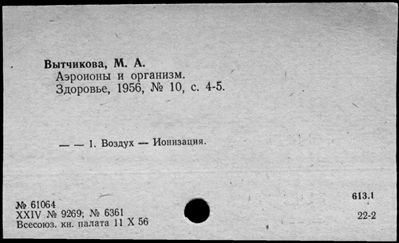 Вытчикова, М. А.
Аэроионы и организм.
Здоровье, 1956, № 10, с. 4-5.
— — 1. Воздух — Ионизация.
№ 61064
613.1
XXIV № 9269; № 6361
22-2
Всесоюз. кн. палата 11 X 56